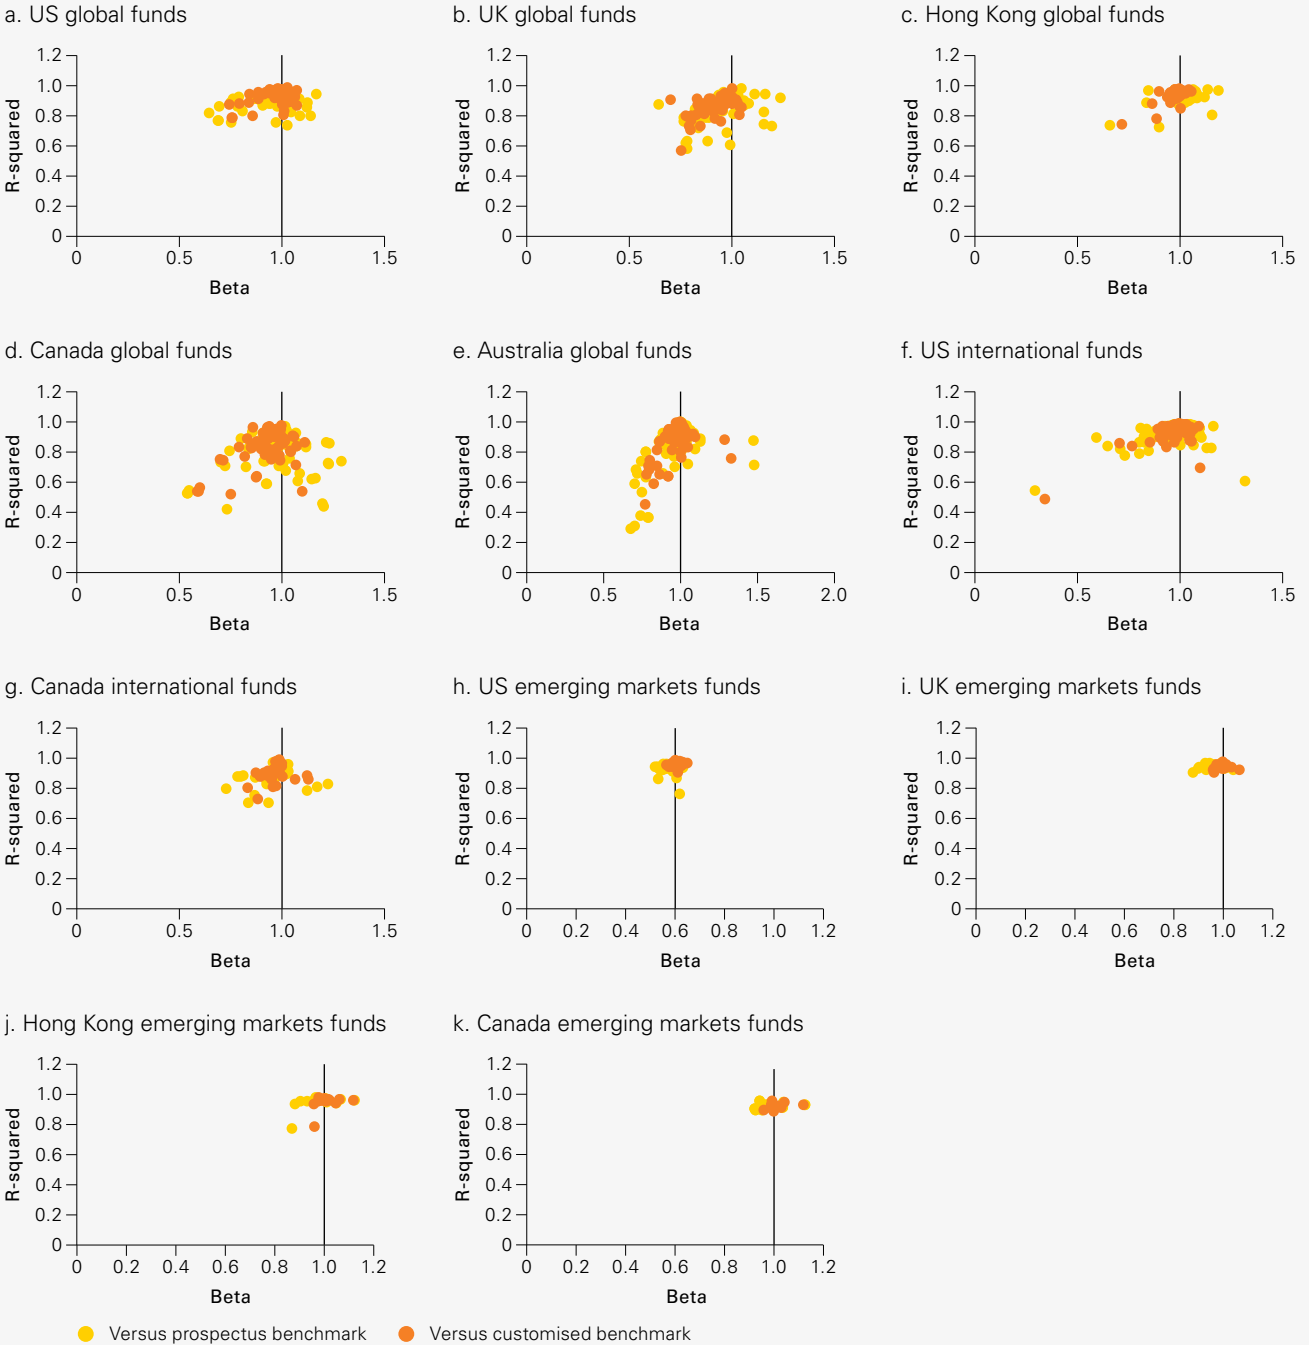 a. US global funds
1.2
1.0
0.8
0.6
0.4
0.2
0
R-squared
0 0.5 1.0 1.5
Beta
b. UK global funds
1.2
1.0
0.8
0.6
0.4
0.2
0
R-squared
0 0.5 1.0 1.5
Beta
c. Hong Kong global funds
1.2
1.0
0.8
0.6
0.4
0.2
0
R-squared
0 0.5 1.0 1.5
Beta
d. Canada global funds
1.2
1.0
0.8
0.6
0.4
0.2
0
R-squared
0 0.5 1.0 1.5
Beta
e. Australia global funds
1.2
1.0
0.8
0.6
0.4
0.2
0
R-squared
0 0.5 1.0 1.5 2.0
Beta
f. US international funds
1.2
1.0
0.8
0.6
0.4
0.2
0
R-squared
0 0.5 1.0 1.5
Beta
g. Canada international funds
1.2
1.0
0.8
0.6
0.4
0.2
0
R-squared
0 0.5 1.0 1.5
Beta
h. US emerging markets funds
1.2
1.0
0.8
0.6
0.4
0.2
0
R-squared
0 0.2 0.4 0.6 0.8 1.0 1.2
Beta
i. UK emerging markets funds
1.2
1.0
0.8
0.6
0.4
0.2
0
R-squared
0 0.2 0.4 0.6 0.8 1.0 1.2
Beta
j. Hong Kong emerging markets funds
1.2
1.0
0.8
0.6
0.4
0.2
0
R-squared
0 0.2 0.4 0.6 0.8 1.0 1.2
Beta
k. Canada emerging markets funds
1.2
1.0
0.8
0.6
0.4
0.2
0
R-squared
0 0.2 0.4 0.6 0.8 1.0 1.2
Beta
Versus prospectus benchmark
Versus customised benchmark